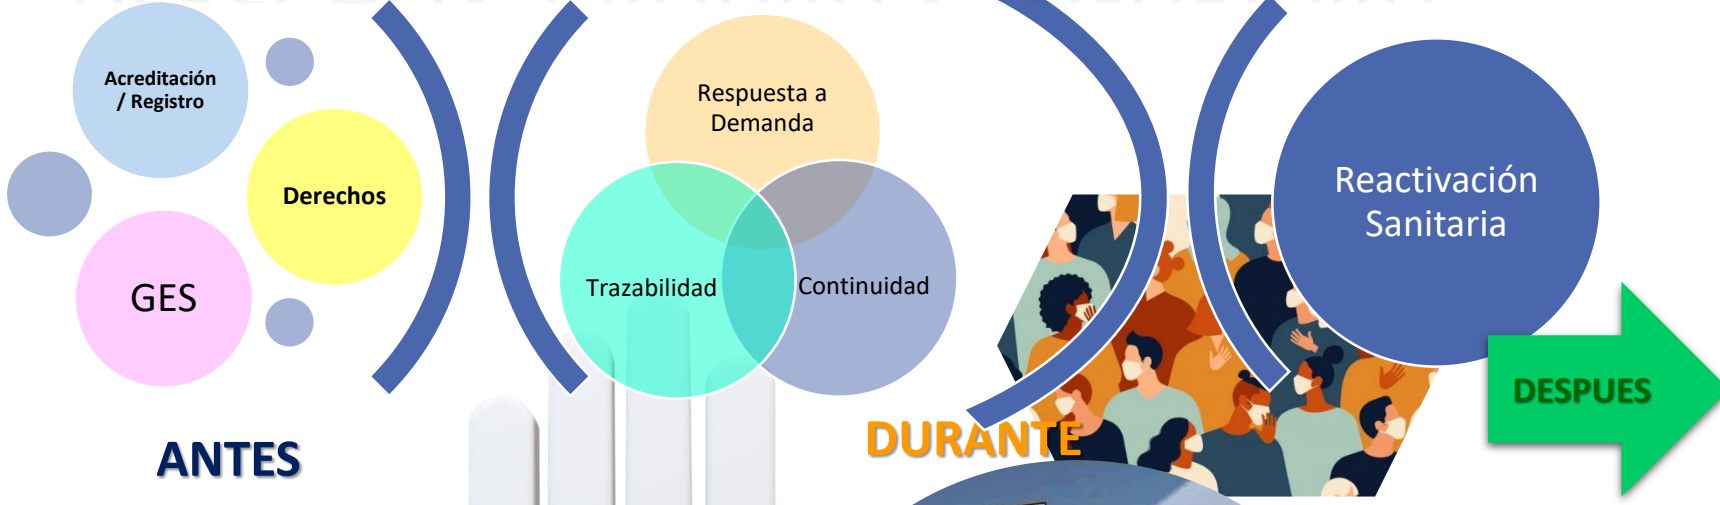 Acreditación
/ Registro
Derechos
GES
ANTES
Respuesta a
Demanda
Trazabilidad
Continuidad
DURANTE
Reactivación
Sanitaria
DESPUES